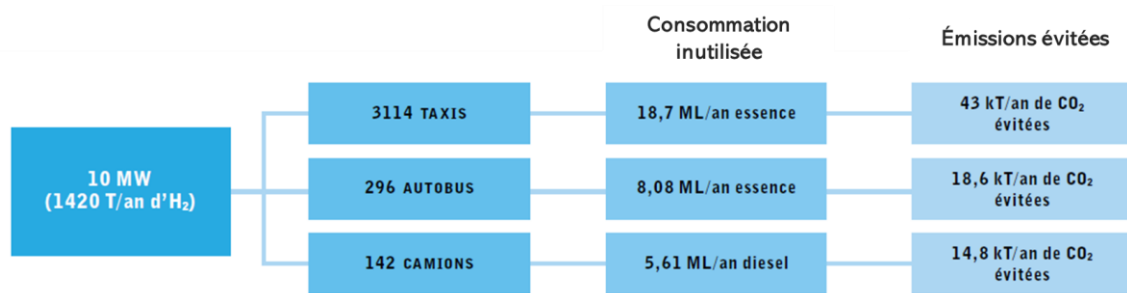 Consommation
inutilisée
Émissions évitées
10 MW
(1420 T/an d’H₂)
3114 TAXIS
18,7 ML/an essence
43 kT/an de CO₂
évitées
296 AUTOBUS
8,08 ML/an essence
18,6 kT/an de CO₂
évitées
142 CAMIONS
5,61 ML/an diesel
14,8 kT/an de CO₂
évitées